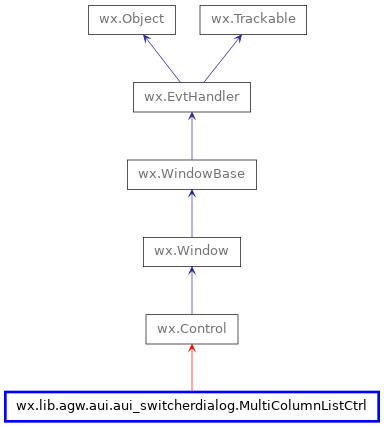 wx.Object
wx.Trackable
wx.EvtHandler
wx.WindowBase
wx.Window
wx.Control
wx.lib.agw.aui.aui_switcherdialog.MultiColumnListCtrl